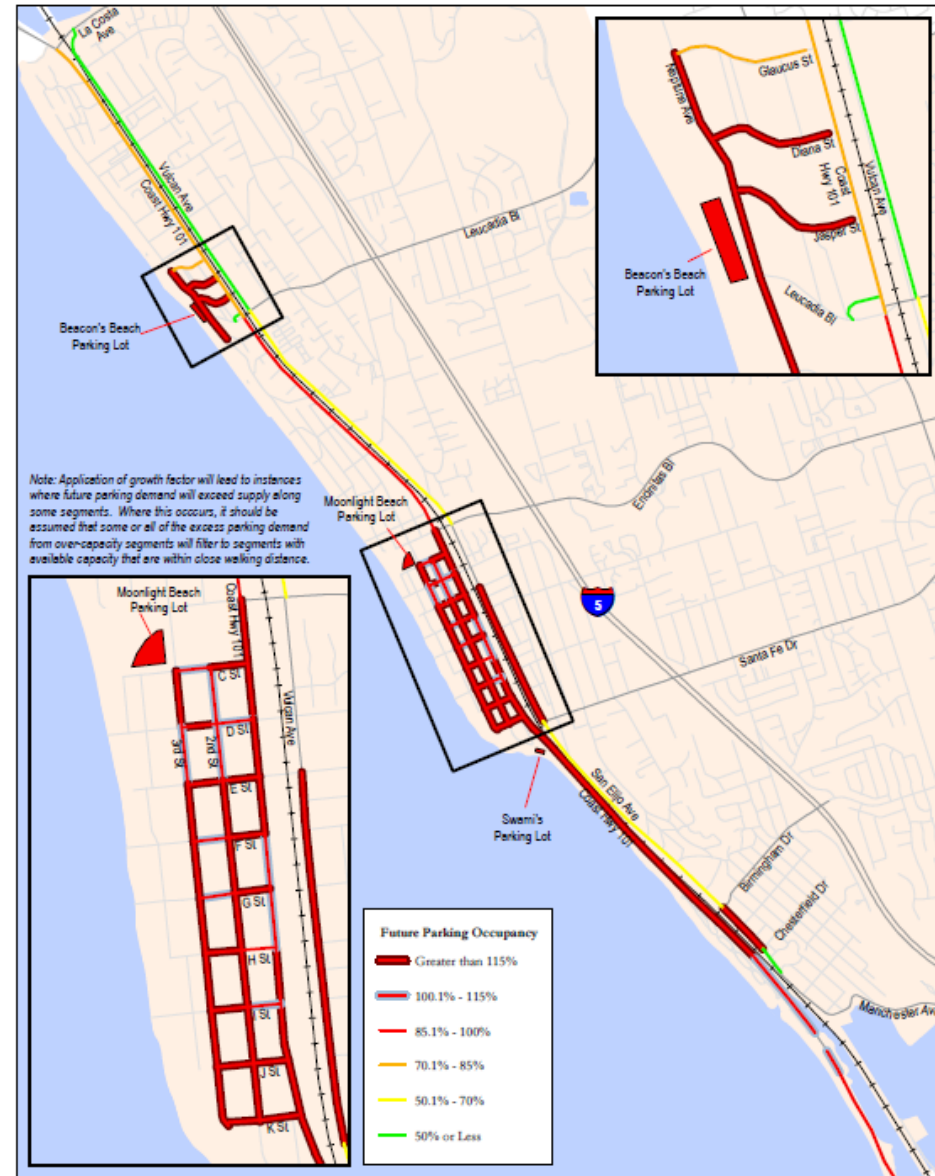 La Costa
Ave
Vulcan Ave
Coast Hwy 101
Leucadia Bl
Beacon's Beach
Parking Lot
Neptune Ave
Glaucus St
Diana St
Coast
Hwy 101
Vulcan Ave
Jasper St
Beacon's Beach
Parking Lot
Leucadia Bl
Note: Application of growth factor will lead to instances
where future parking demand will exceed supply along
some segments. Where this occcurs, it should be
assumed that some or all of the excess parking demand
from over-capacity segments will filter to segments with
available capacity that are within close walking distance.
Moonlight Beach
Parking Lot
Encinitas Bl
5
Santa Fe Dr
Swami's
Parking Lot
San Elijo Ave
Coast Hwy 101
Birmingham Dr
Chesterfield Dr
Manchester Ave
Moonlight Beach
Parking Lot
Coast Hwy 101
Vulcan Ave
3rd St
2nd St
C St
D St
E St
F St
G St
H St
I St
J St
K St
Future Parking Occupancy
Greater than 115%
100.1% - 115%
85.1% - 100%
70.1% - 85%
50.1% - 70%
50% or Less